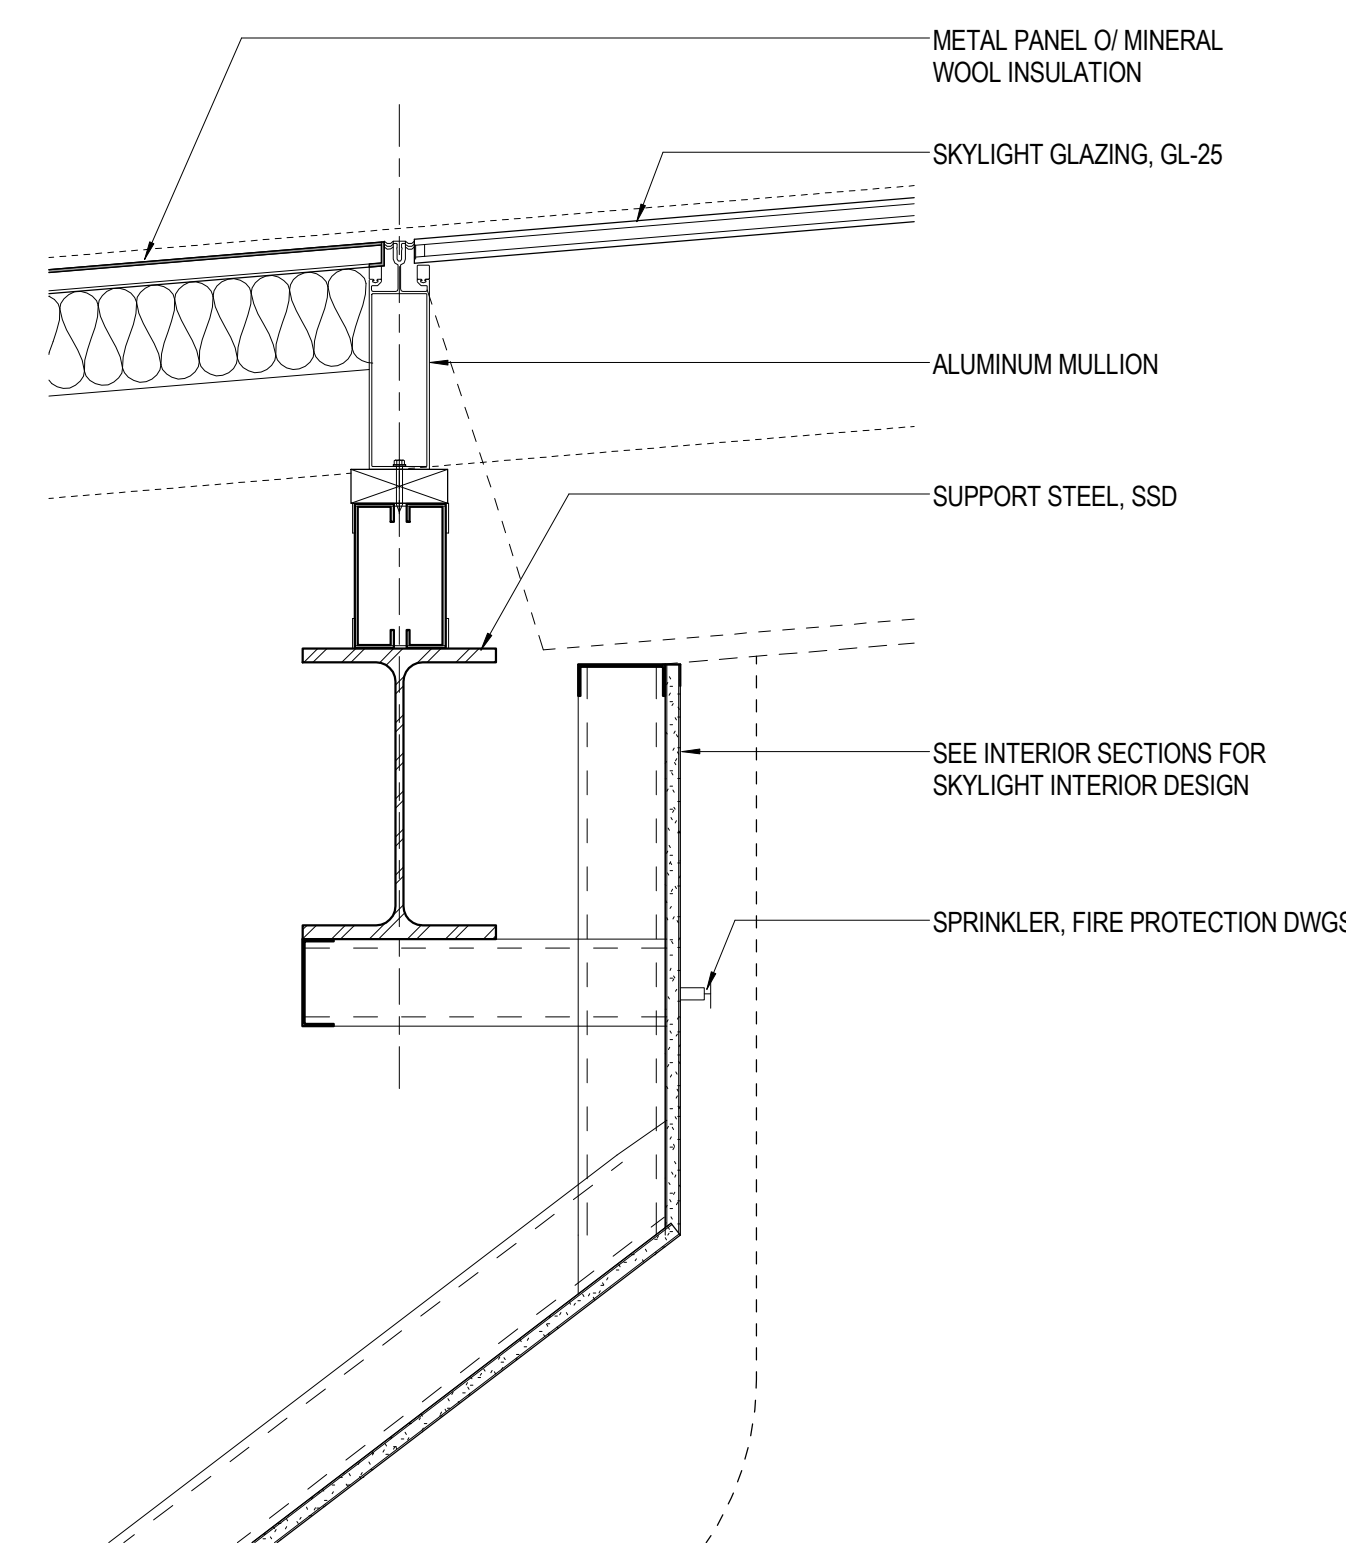 METAL PANEL O/ MINERAL
WOOL INSULATION
SKYLIGHT GLAZING, GL-25
ALUMINUM MULLION
SUPPORT STEEL, SSD
SEE INTERIOR SECTIONS FOR
SKYLIGHT INTERIOR DESIGN
SPRINKLER, FIRE PROTECTION DWGS